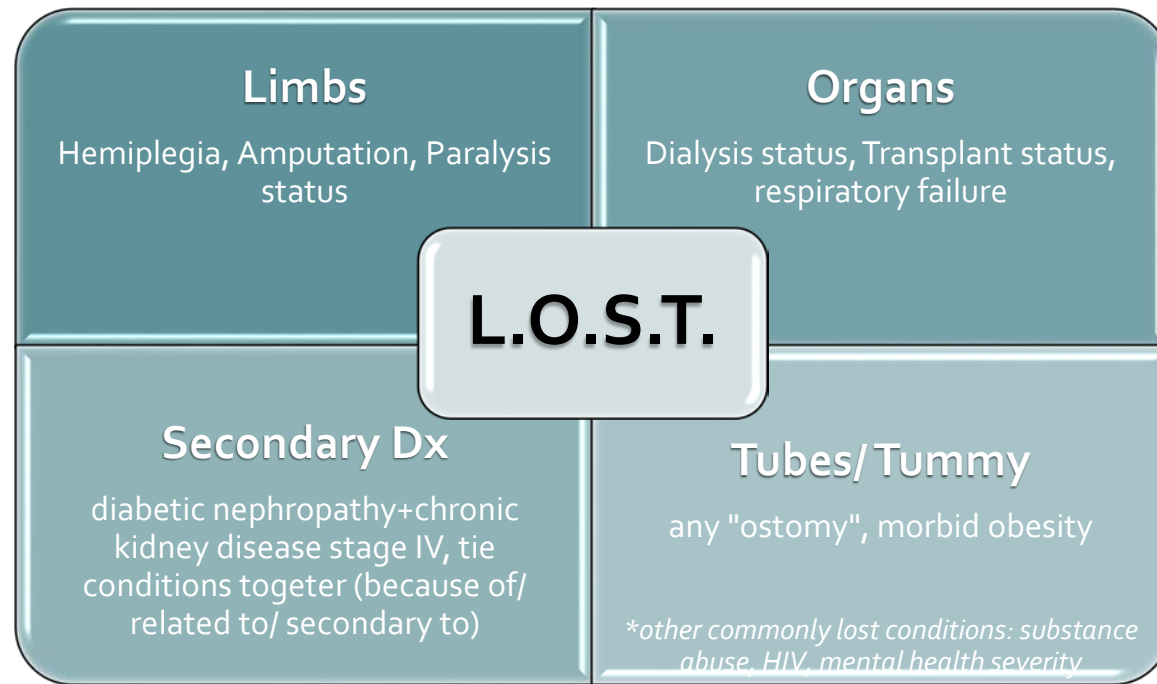 Limbs
Hemiplegia, Amputation, Paralysis
status
Organs
Dialysis status, Transplant status,
respiratory failure
L.O.S.T.
Secondary Dx
diabetic nephropathy+chronic
kidney disease stage IV, tie
conditions togeter (because of/
related to/ secondary to)
Tubes/ Tummy
any "ostomy", morbid obesity
*other commonly lost conditions: substance
abuse, HIV, mental health severity